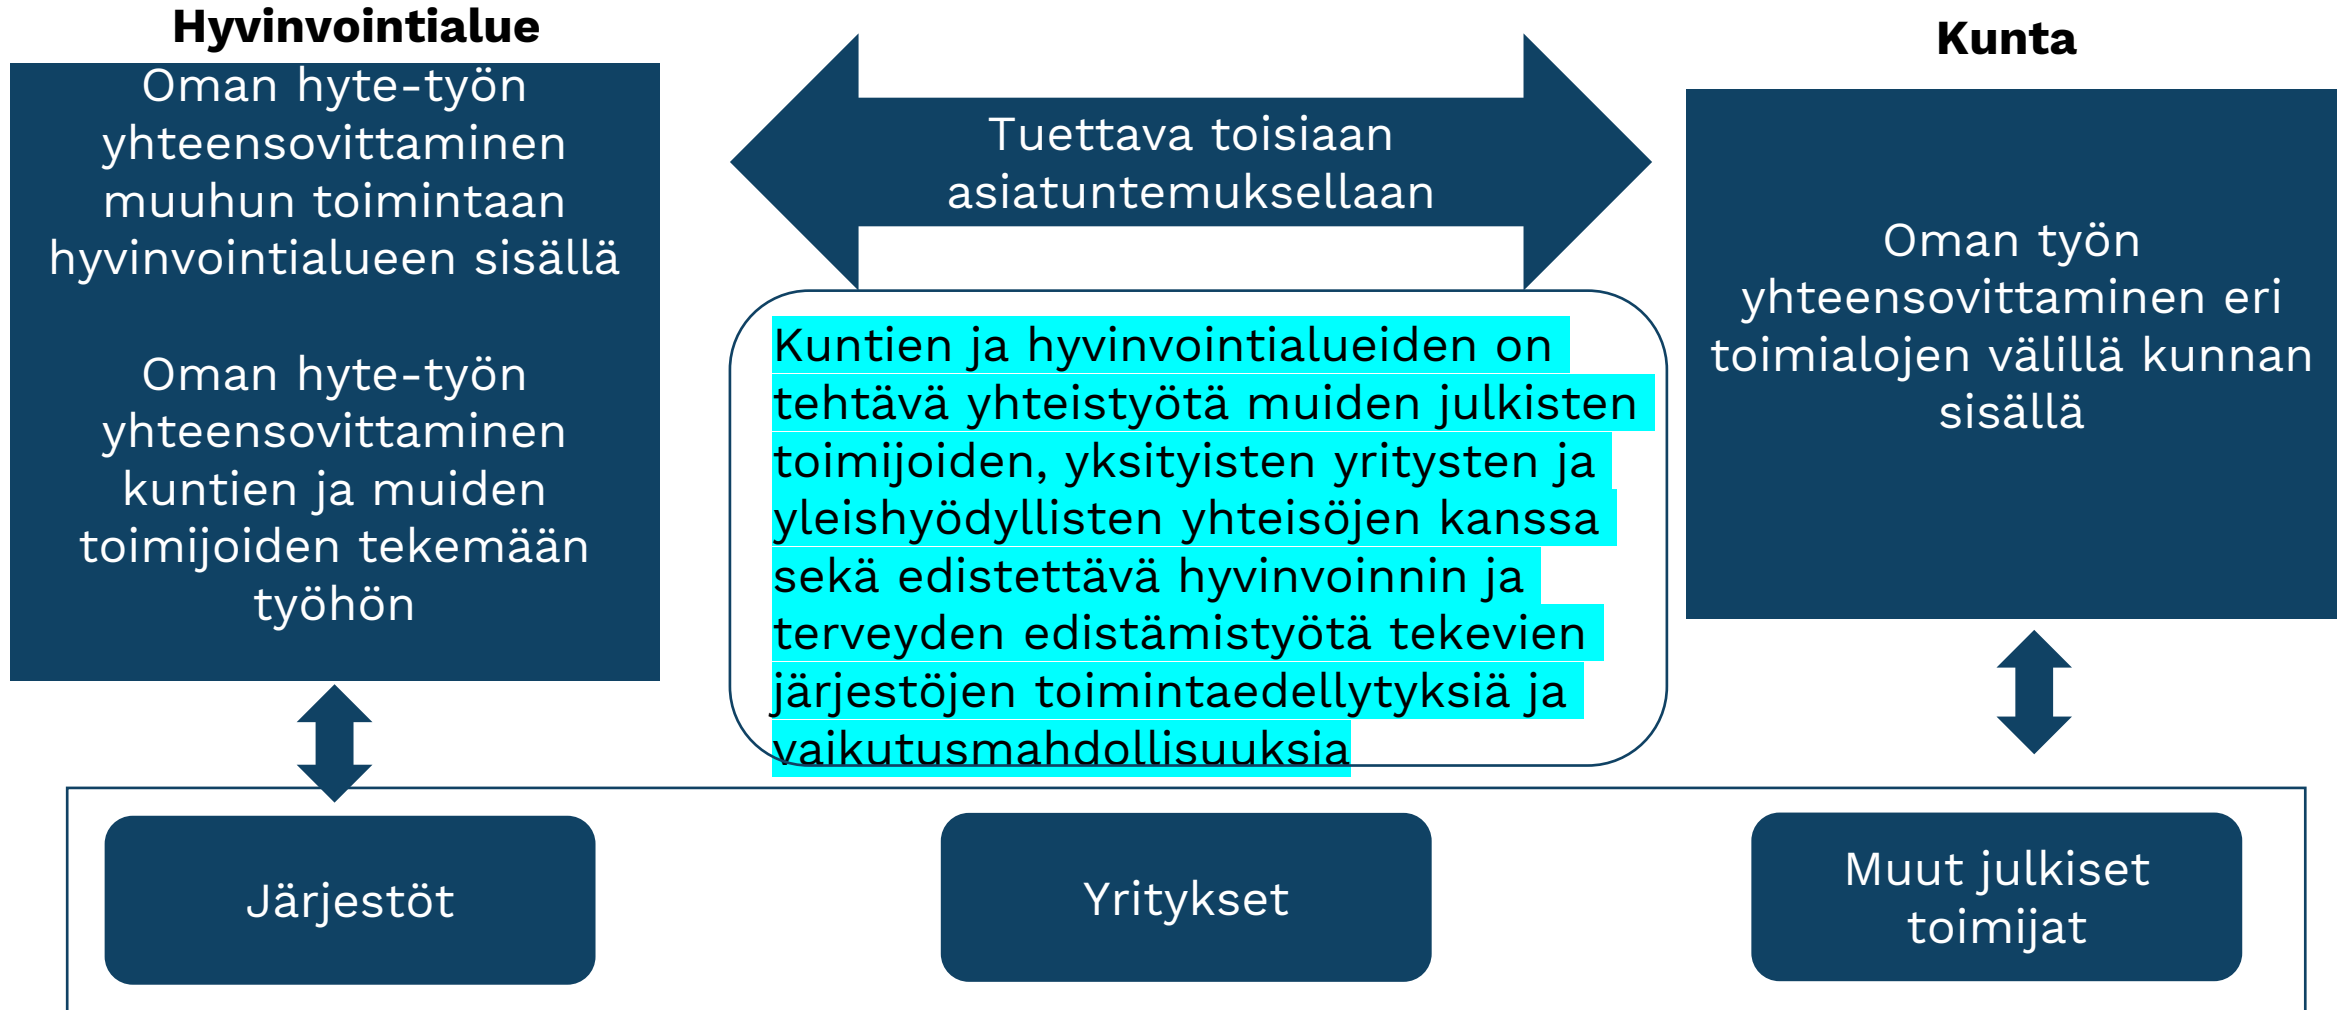 Hyvinvointialue
Oman hyte-työn
yhteensovittaminen
muuhun toimintaan
hyvinvointialueen sisällä
Oman hyte-työn
yhteensovittaminen
kuntien ja muiden
toimijoiden tekemään
työhön
Tuettava toisiaan
asiatuntemuksellaan
Kuntien ja hyvinvointialueiden on
tehtävä yhteistyötä muiden julkisten
toimijoiden, yksityisten yritysten ja
yleishyödyllisten yhteisöjen kanssa
sekä edistettävä hyvinvoinnin ja
terveyden edistämistyötä tekevien
järjestöjen toimintaedellytyksiä ja
vaikutusmahdollisuuksia
Kunta
Oman työn
yhteensovittaminen eri
toimialojen välillä kunnan
sisällä
Järjestöt
Yritykset
Muut julkiset
toimijat